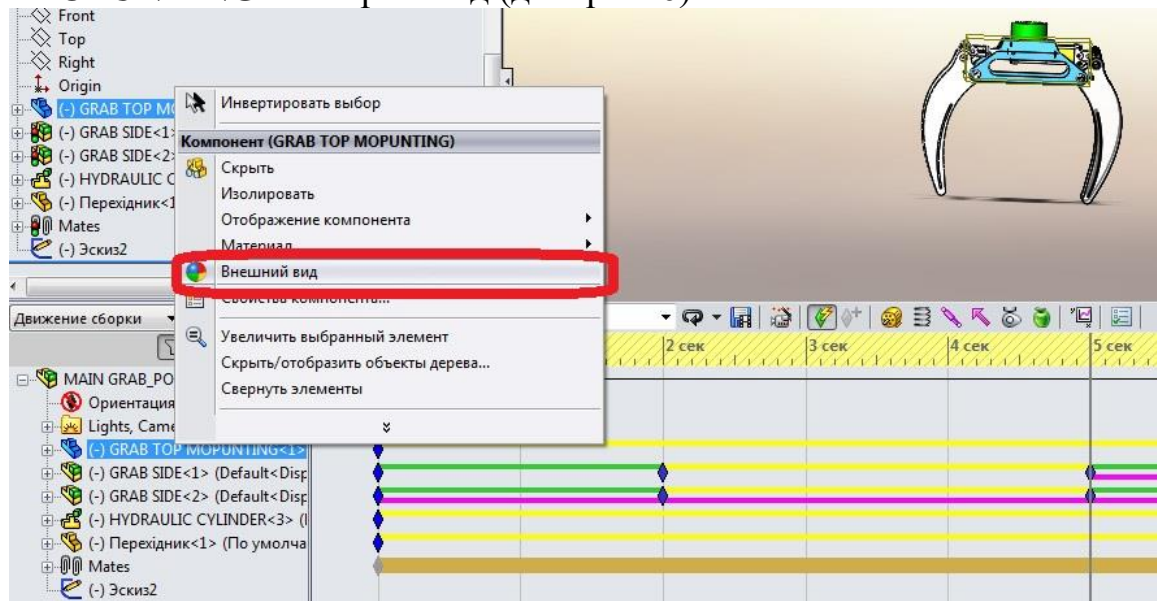 Front
Top
Right
Origin
(-) GRAB TOP
(-) GRAB SIDE<1>
(-) GRAB SIDE<2>
(-) HYDRAULIC C
(-) Перехідник<1
Mates
(-) Эскиз2
Инвертировать выбор
Компонент (GRAB TOP MOPUNTING)
Скрыть
Изолировать
Отображение компонента
Материал
Внешний вид
Свойства компонента...
Увеличить выбранный элемент
Скрыть/отобразить объекты дерева...
Свернуть элементы
Движение сборки
2 сек 3 сек 4 сек 5 сек
MAIN GRAB_PO
Ориентация
Lights, Came
(-) GRAB TOP MOPUNTING<1>
(-) GRAB SIDE<1> (Default<Disp
(-) GRAB SIDE<2> (Default<Disp
(-) HYDRAULIC CYLINDER<3> (
(-) Перехідник<1> (По умолча
Mates
(-) Эскиз2